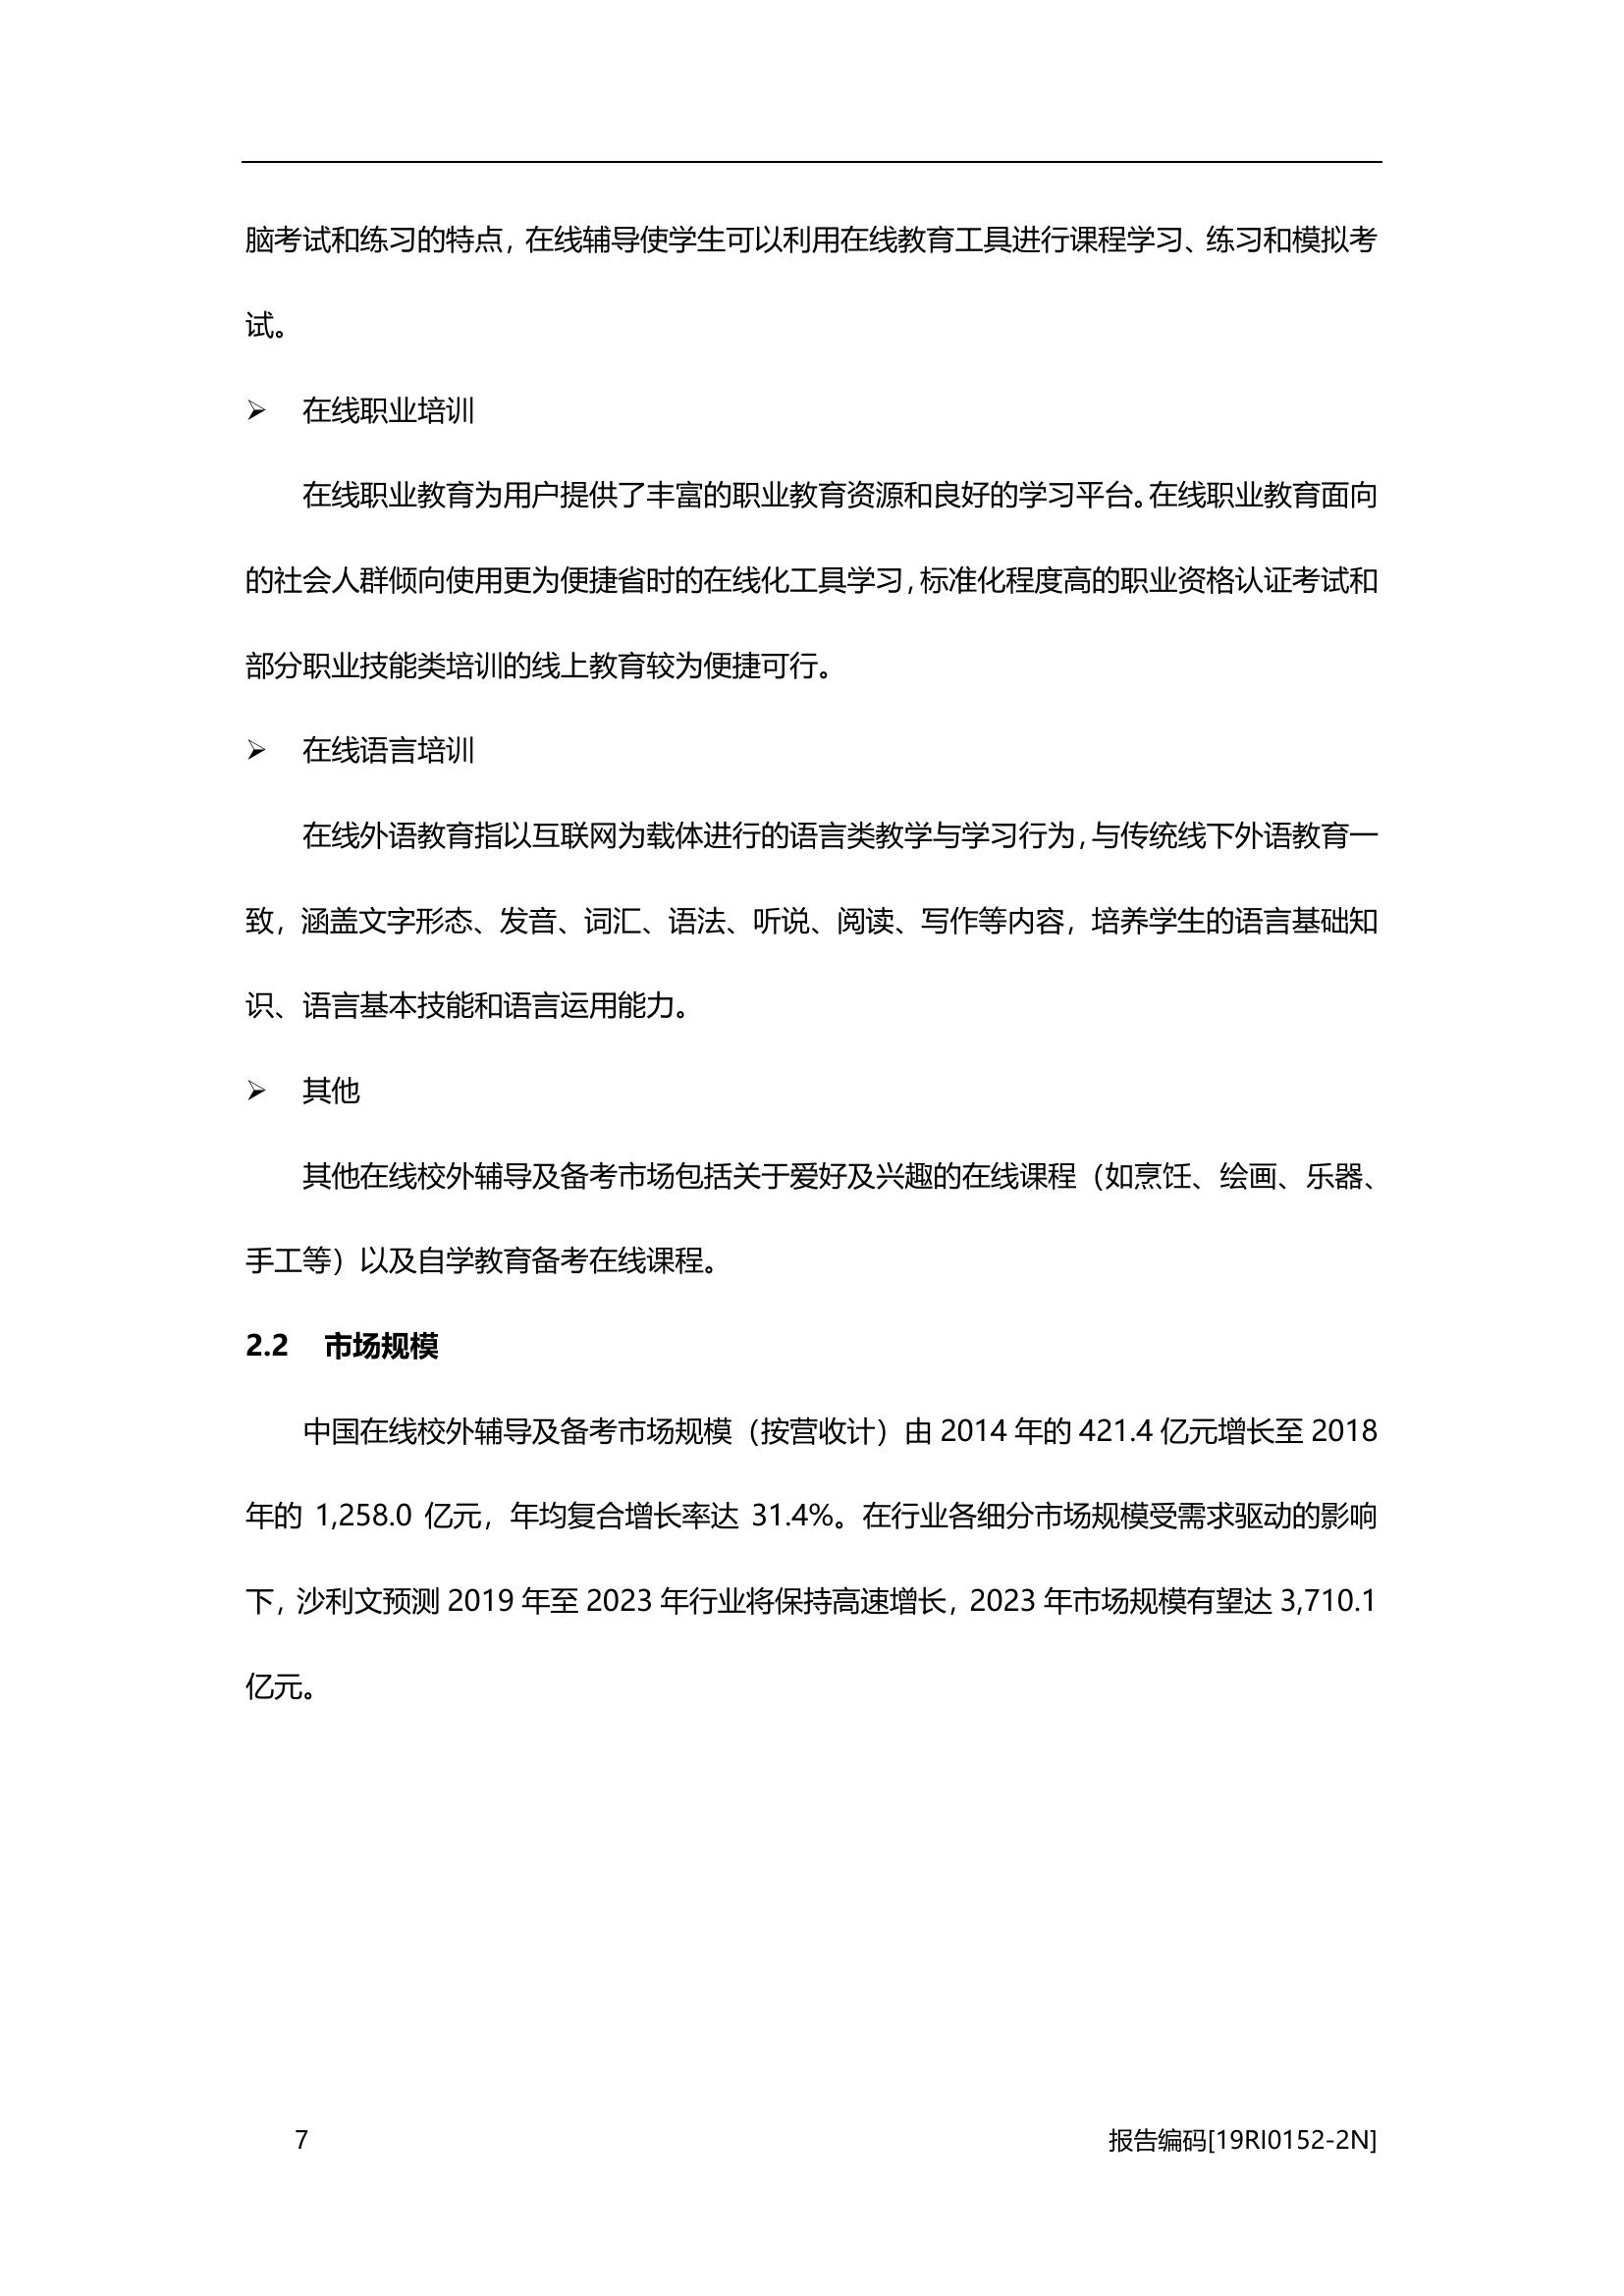 脑考试和练习的特点，在线辅导使学生可以利用在线教育工具进行课程学习、练习和模拟考
试。
➢ 在线职业培训
在线职业教育为用户提供了丰富的职业教育资源和良好的学习平台。在线职业教育面向
的社会人群倾向使用更为便捷省时的在线化工具学习，标准化程度高的职业资格认证考试和
部分职业技能类培训的线上教育较为便捷可行。
➢ 在线语言培训
在线外语教育指以互联网为载体进行的语言类教学与学习行为，与传统线下外语教育一
致，涵盖文字形态、发音、词汇、语法、听说、阅读、写作等内容，培养学生的语言基础知
识、语言基本技能和语言运用能力。
➢ 其他
其他在线校外辅导及备考市场包括关于爱好及兴趣的在线课程（如烹饪、绘画、乐器、
手工等）以及自学教育备考在线课程。
2.2 市场规模
中国在线校外辅导及备考市场规模（按营收计）由 2014 年的 421.4 亿元增长至 2018
年的 1,258.0 亿元，年均复合增长率达 31.4%。在行业各细分市场规模受需求驱动的影响
下，沙利文预测 2019 年至 2023 年行业将保持高速增长，2023 年市场规模有望达 3,710.1
亿元。
7 报告编码[19RI0152-2N]